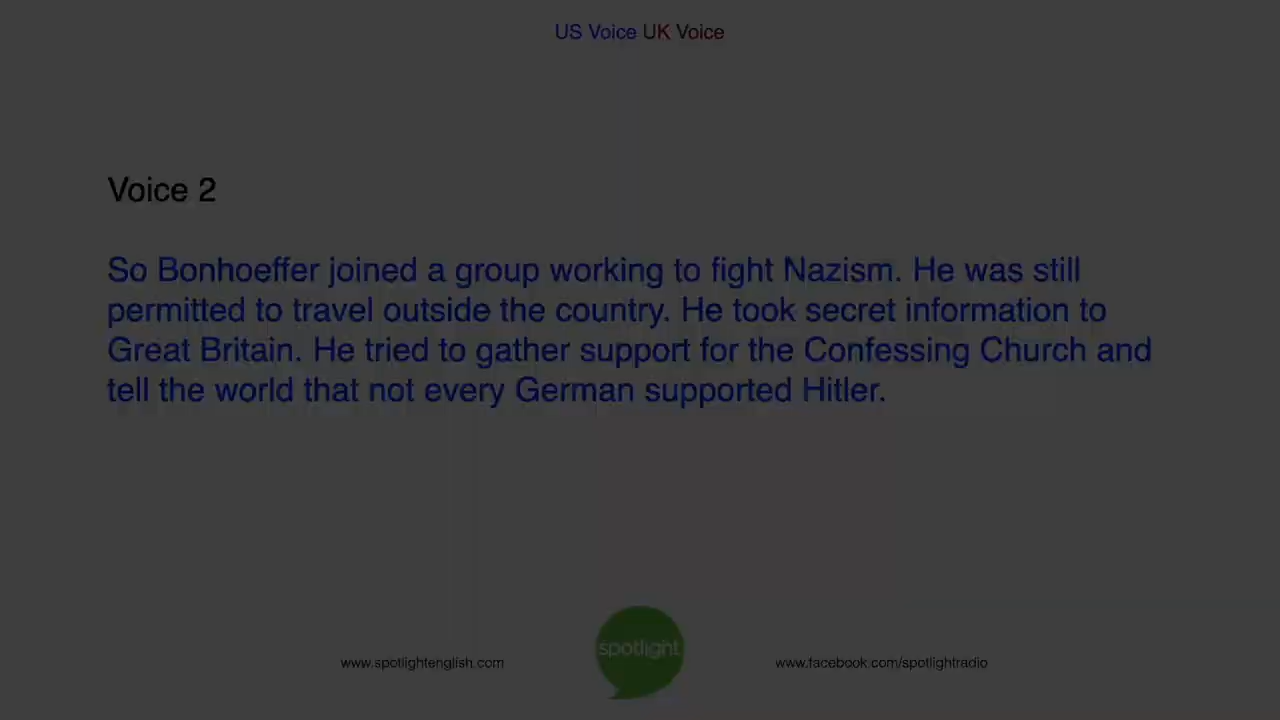 US Voice UK Voice
Voice 2
So Bonhoeffer joined a group working to fight Nazism. He was still
permitted to travel outside the country. He took secret information to
Great Britain. He tried to gather support for the Confessing Church and
tell the world that not every German supported Hitler.
spotlight
www.spotlightenglish.com
www.facebook.com/spotlightradio